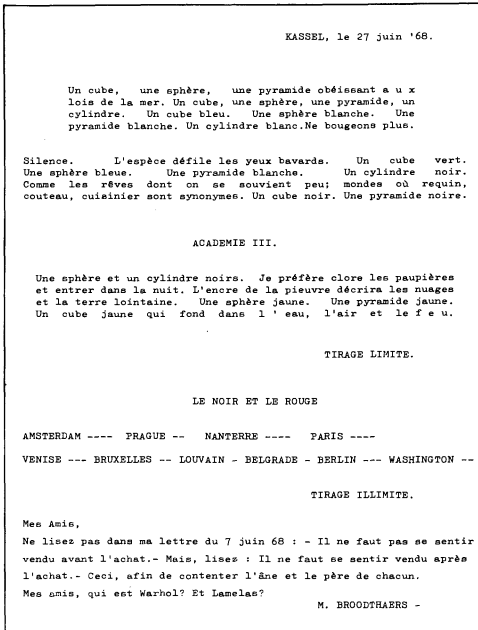 KASSEL, le 27 juin '68.
Un cube, une sphère, une pyramide obéissant a u x
lois de la mer. Un cube, une sphère, une pyramide, un
cylindre. Un cube bleu. Une sphère blanche. Une
pyramide blanche. Un cylindre blanc.Ne bougeons plus.
Silence. L'espèce défile les yeux bavards. Un cube vert.
Une sphère bleue. Une pyramide blanche. Un cylindre noir.
Comme les rêves dont on se souvient peu; mondes où requin,
couteau, cuisinier sont synonymes. Un cube noir. Une pyramide noire.
ACADEMIE III.
Une sphère et un cylindre noirs. Je préfère clore les paupières
et entrer dans la nuit. L'encre de la pieuvre décrira les nuages
et la terre lointaine. Une sphère jaune. Une pyramide jaune.
Un cube jaune qui fond dans l ' eau, l'air et le f e u.
TIRAGE LIMITE.
LE NOIR ET LE ROUGE
AMSTERDAM ---- PRAGUE -- NANTERRE ---- PARIS ----
VENISE --- BRUXELLES -- LOUVAIN - BELGRADE - BERLIN --- WASHINGTON --
TIRAGE ILLIMITE.
Mes Amis,
Ne lisez pas dans ma lettre du 7 juin 68 : - Il ne faut pas se sentir
vendu avant l'achat.- Mais, lisez : Il ne faut se sentir vendu après
l'achat.- Ceci, afin de contenter l'âne et le père de chacun.
Mes amis, qui est Warhol? Et Lamelas?
M. BROODTHAERS -